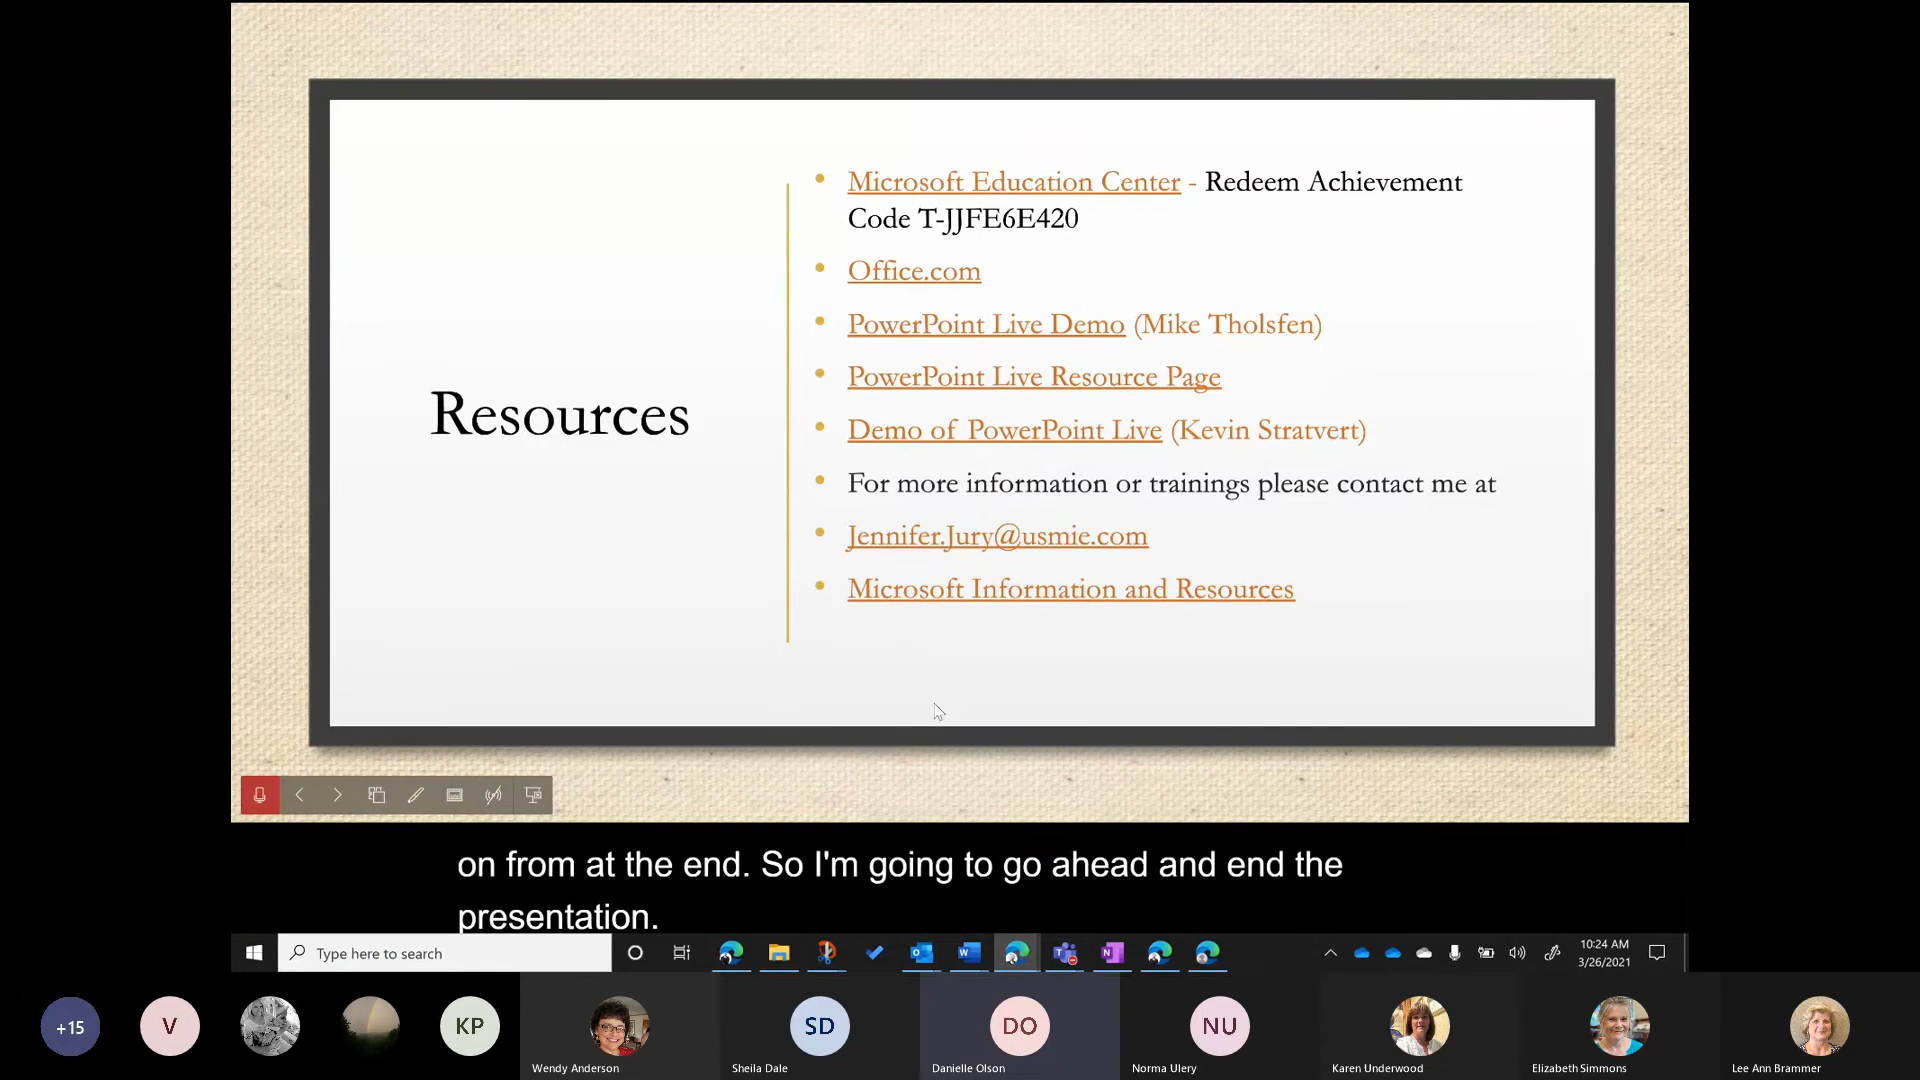 Resources
Microsoft Education Center - Redeem Achievement
Code T-JJFE6E420
Office.com
PowerPoint Live Demo (Mike Tholsfen)
PowerPoint Live Resource Page
Demo of PowerPoint Live (Kevin Stratvert)
For more information or trainings please contact me at
Jennifer.Jury@usmie.com
Microsoft Information and Resources
on from at the end. So I'm going to go ahead and end the
presentation.
Type here to search
10:24 AM
3/26/2021
+15
V
KP
SD
DO
NU
Wendy Anderson
Sheila Dale
Danielle Olson
Norma Ulery
Karen Underwood
Elizabeth Simmons
Lee Ann Brammer